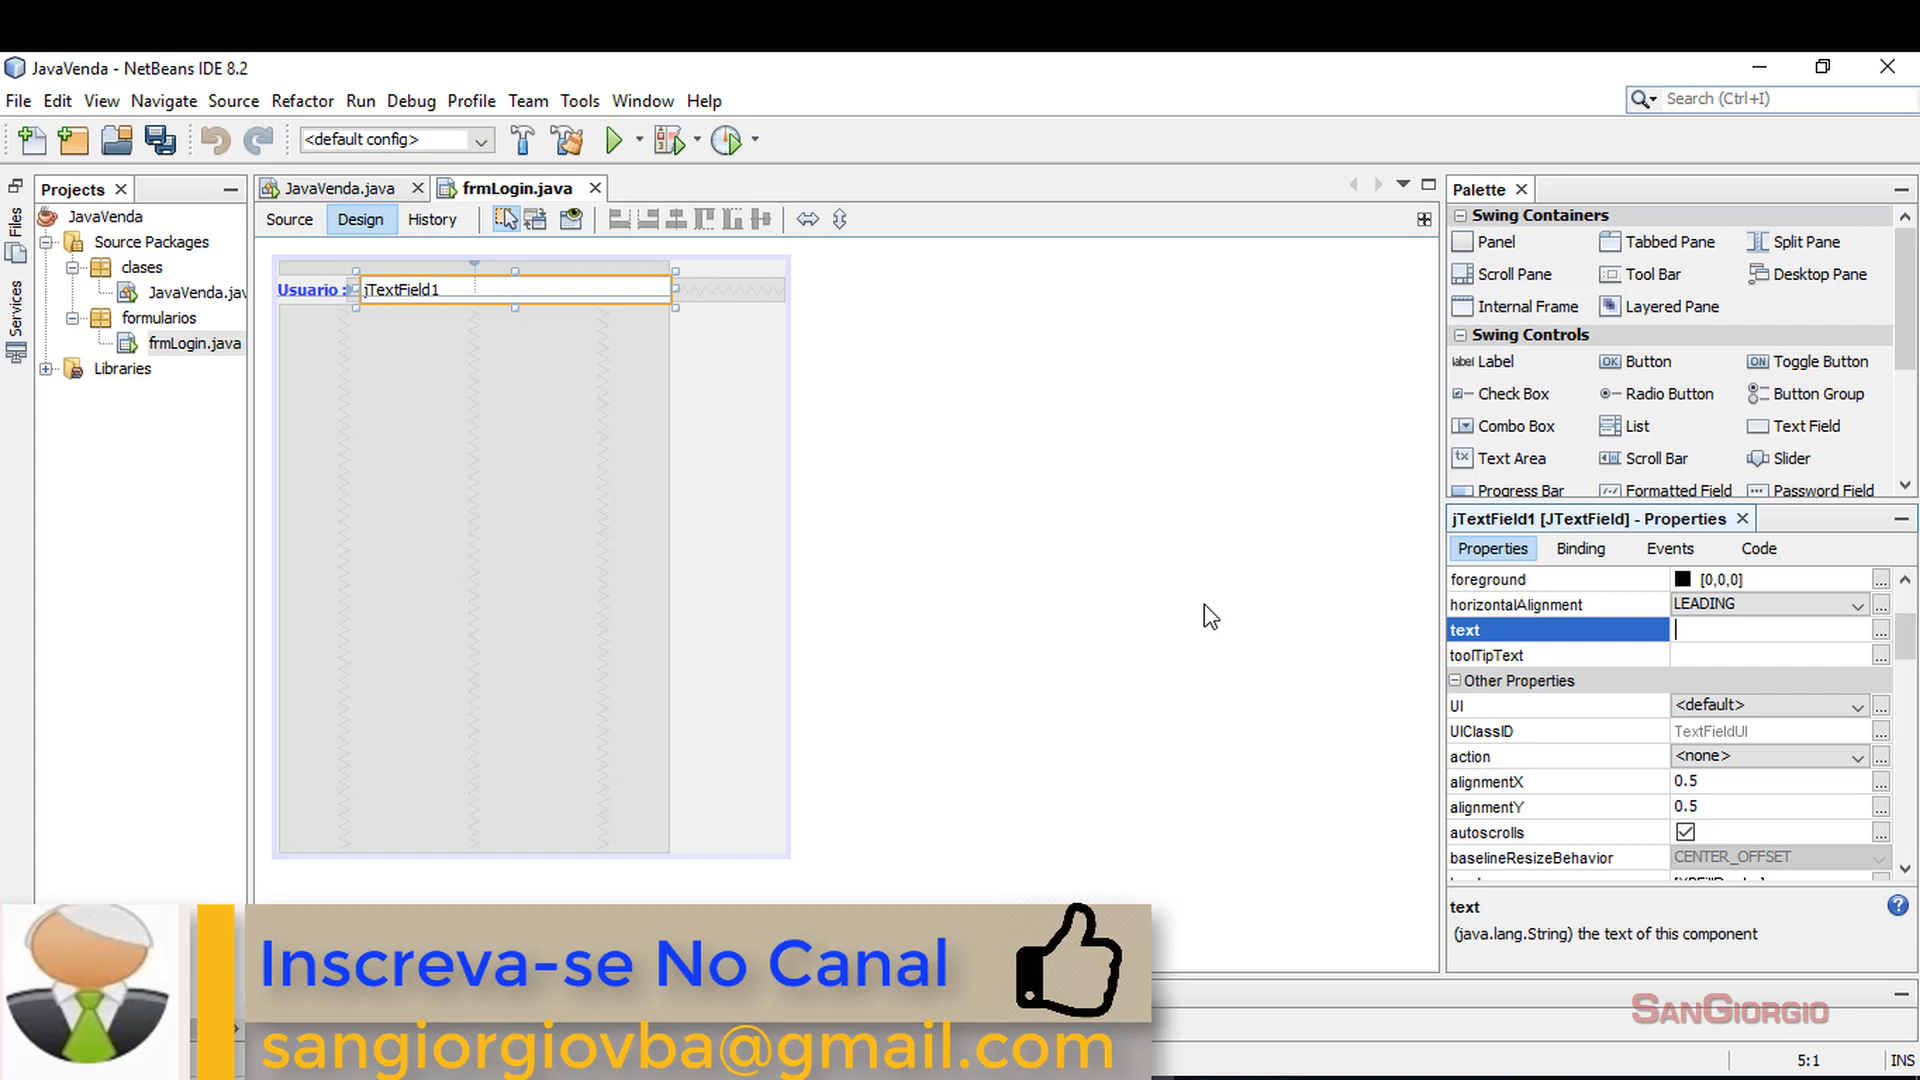 JavaVenda - NetBeans IDE 8.2
File Edit View Navigate Source Refactor Run Debug Profile Team Tools Window Help
Search (Ctrl+I)
<default config>
Files
Services
Projects
JavaVenda
Source Packages
clases
JavaVenda.jav
formularios
frmLogin.java
Libraries
JavaVenda.java
frmLogin.java
Source Design History
Usuario :
jTextField1
Palette
Swing Containers
Panel Tabbed Pane Split Pane
Scroll Pane Tool Bar Desktop Pane
Internal Frame Layered Pane
Swing Controls
Label Button Toggle Button
Check Box Radio Button Button Group
Combo Box List Text Field
Text Area Scroll Bar Slider
Progress Bar Formatted Field Password Field
jTextField1 [JTextField] - Properties
Properties Binding Events Code
foreground [0,0,0]
horizontalAlignment LEADING
text
toolTipText
Other Properties
UI <default>
UIClassID TextFieldUI
action <none>
alignmentX 0.5
alignmentY 0.5
autoscrolls
baselineResizeBehavior CENTER_OFFSET
text
(java.lang.String) the text of this component
Inscreva-se No Canal
sangiorgiovba@gmail.com
SANGIORGIO
5:1 INS